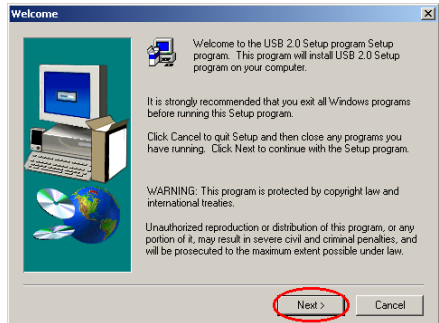 Welcome
Welcome to the USB 2.0 Setup program Setup
program. This program will install USB 2.0 Setup
program on your computer.
It is strongly recommended that you exit all Windows programs
before running this Setup program.
Click Cancel to quit Setup and then close any programs you
have running. Click Next to continue with the Setup program.
WARNING: This program is protected by copyright law and
international treaties.
Unauthorized reproduction or distribution of this program, or any
portion of it, may result in severe civil and criminal penalties, and
will be prosecuted to the maximum extent possible under law.
Next >
Cancel